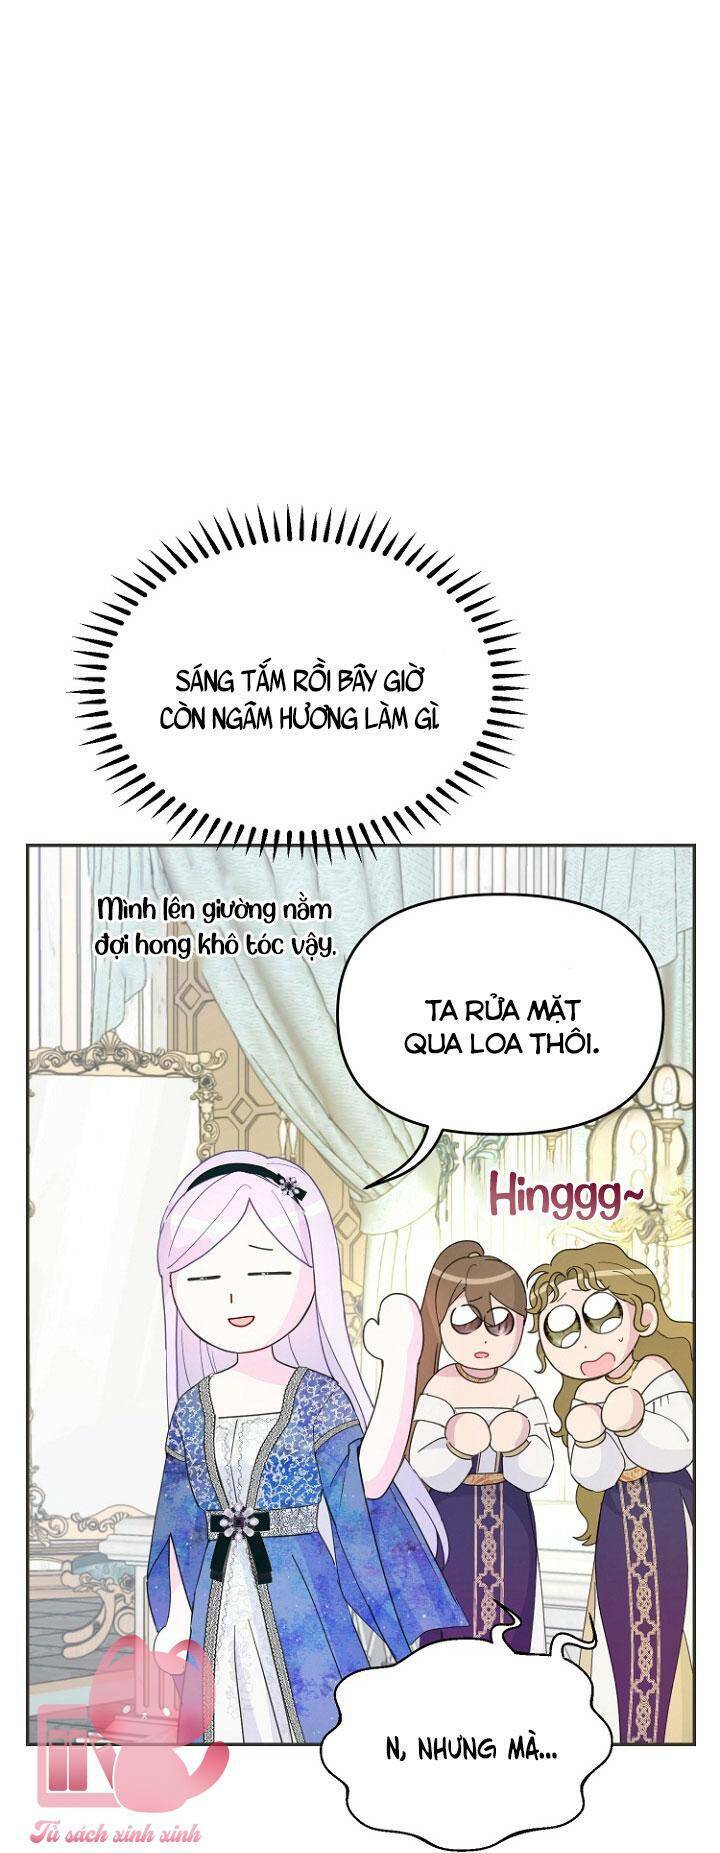 SÁNG TẮM RỒI BÂY GIỜ
CÒN NGÂM HƯƠNG LÀM GÌ
Mình lên giường nằm
đợi hong khô tóc vậy.
TA RỬA MẶT
QUA LOA THÔI.
Hinggg~
N, NHƯNG MÀ...
Tủ sách xinh xinh